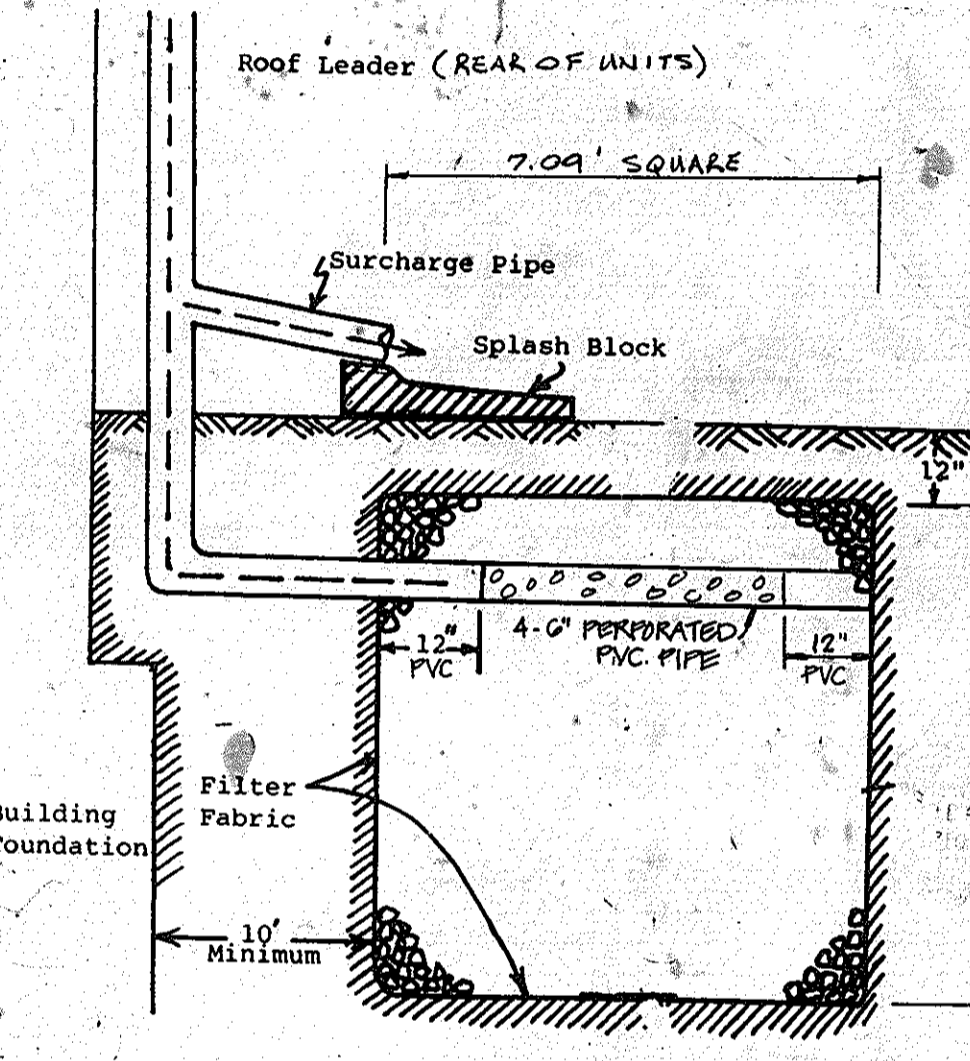 Roof Leader (REAR OF UNITS)
7.09' SQUARE
Surcharge Pipe
Splash Block
12"
4-6" PERFORATED
PVC. PIPE
12"
PVC
12"
PVC
Filter
Fabric
Building
Foundation
10'
Minimum